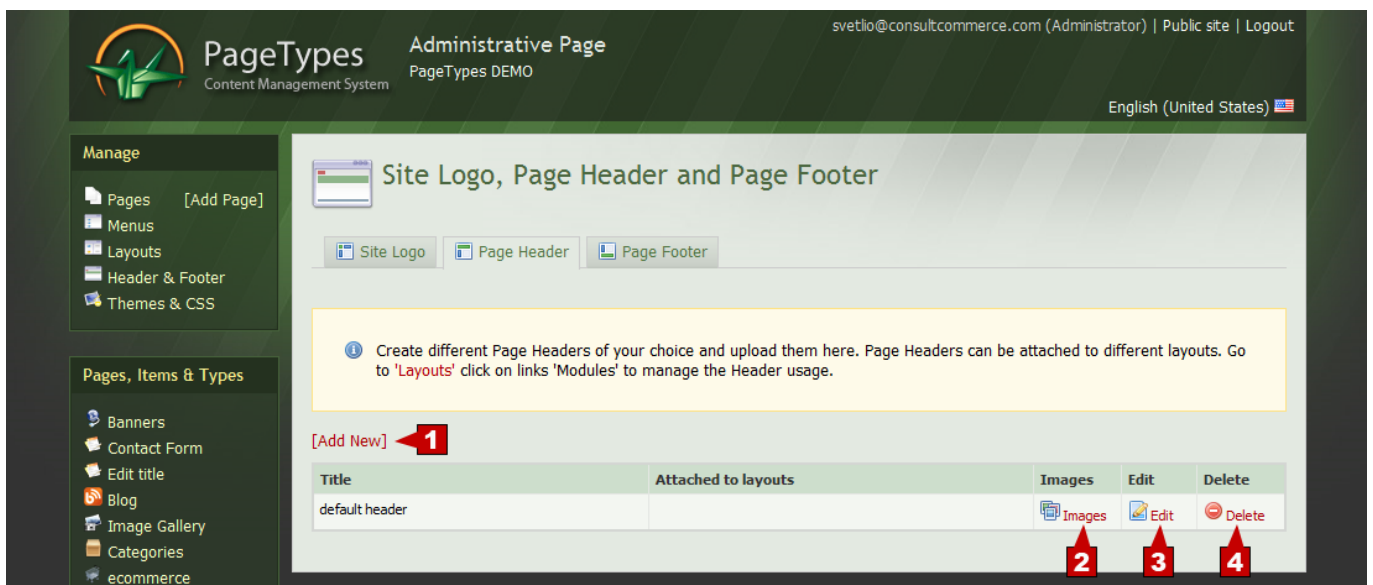 svetlio@consultcommerce.com (Administrator) | Public site | Logout
PageTypes
Content Management System
Administrative Page
PageTypes DEMO
English (United States)
Manage
Pages [Add Page]
Menus
Layouts
Header & Footer
Themes & CSS
Pages, Items & Types
Banners
Contact Form
Edit title
Blog
Image Gallery
Categories
ecommerce
Site Logo, Page Header and Page Footer
Site Logo Page Header Page Footer
Create different Page Headers of your choice and upload them here. Page Headers can be attached to different layouts. Go
to 'Layouts' click on links 'Modules' to manage the Header usage.
[Add New] 1
Title Attached to layouts Images Edit Delete
default header Images Edit Delete
2 3 4